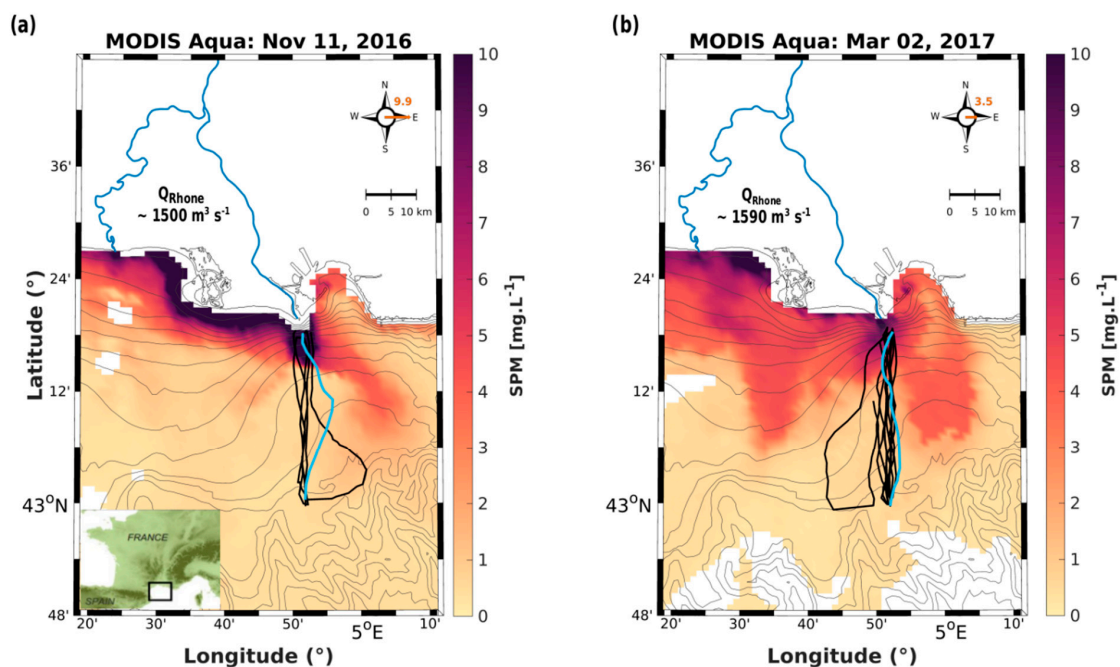 (a)
MODIS Aqua: Nov 11, 2016
N
9.9
W
E
S
36'
QRhone
~ 1500 m³ s⁻¹
0 5 10 km
24'
12'
43°N
48'
Latitude (°)
FRANCE
SPAIN
20' 30' 40' 50' 5°E 10'
Longitude (°)
10
9
8
7
6
5
4
3
2
1
0
SPM [mg.L⁻¹]
(b)
MODIS Aqua: Mar 02, 2017
N
3.5
W
E
S
36'
QRhone
~ 1590 m³ s⁻¹
0 5 10 km
24'
12'
43°N
48'
20' 30' 40' 50' 5°E 10'
Longitude (°)
10
9
8
7
6
5
4
3
2
1
0
SPM [mg.L⁻¹]